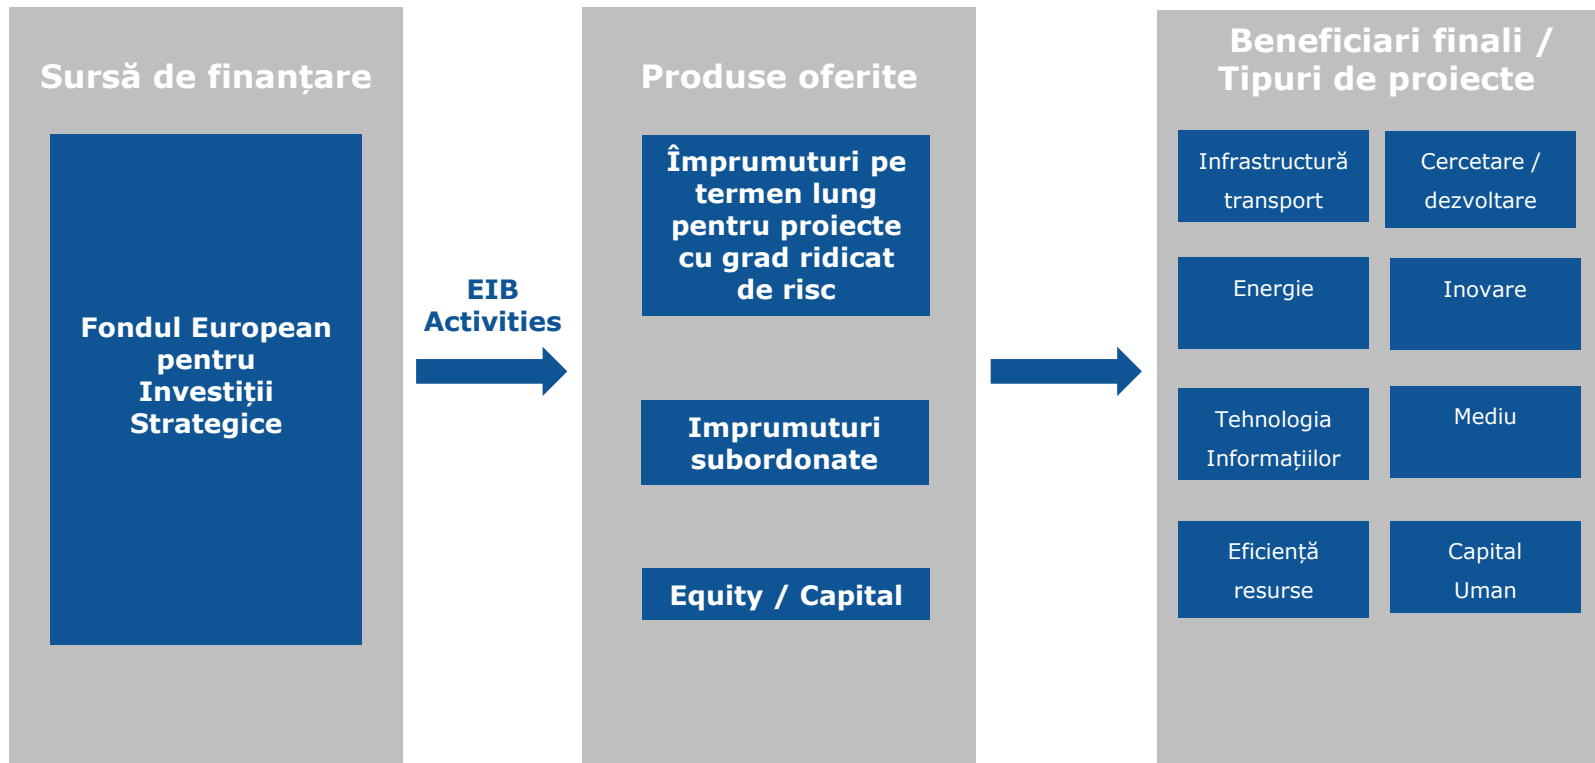 Sursă de finanțare
Fondul European
pentru
Investiții
Strategice
EIB
Activities
Produse oferite
Împrumuturi pe
termen lung
pentru proiecte
cu grad ridicat
de risc
Imprumuturi
subordonate
Equity / Capital
Beneficiari finali /
Tipuri de proiecte
Infrastructură
transport
Cercetare /
dezvoltare
Energie
Inovare
Tehnologia
Informațiilor
Mediu
Eficiență
resurse
Capital
Uman